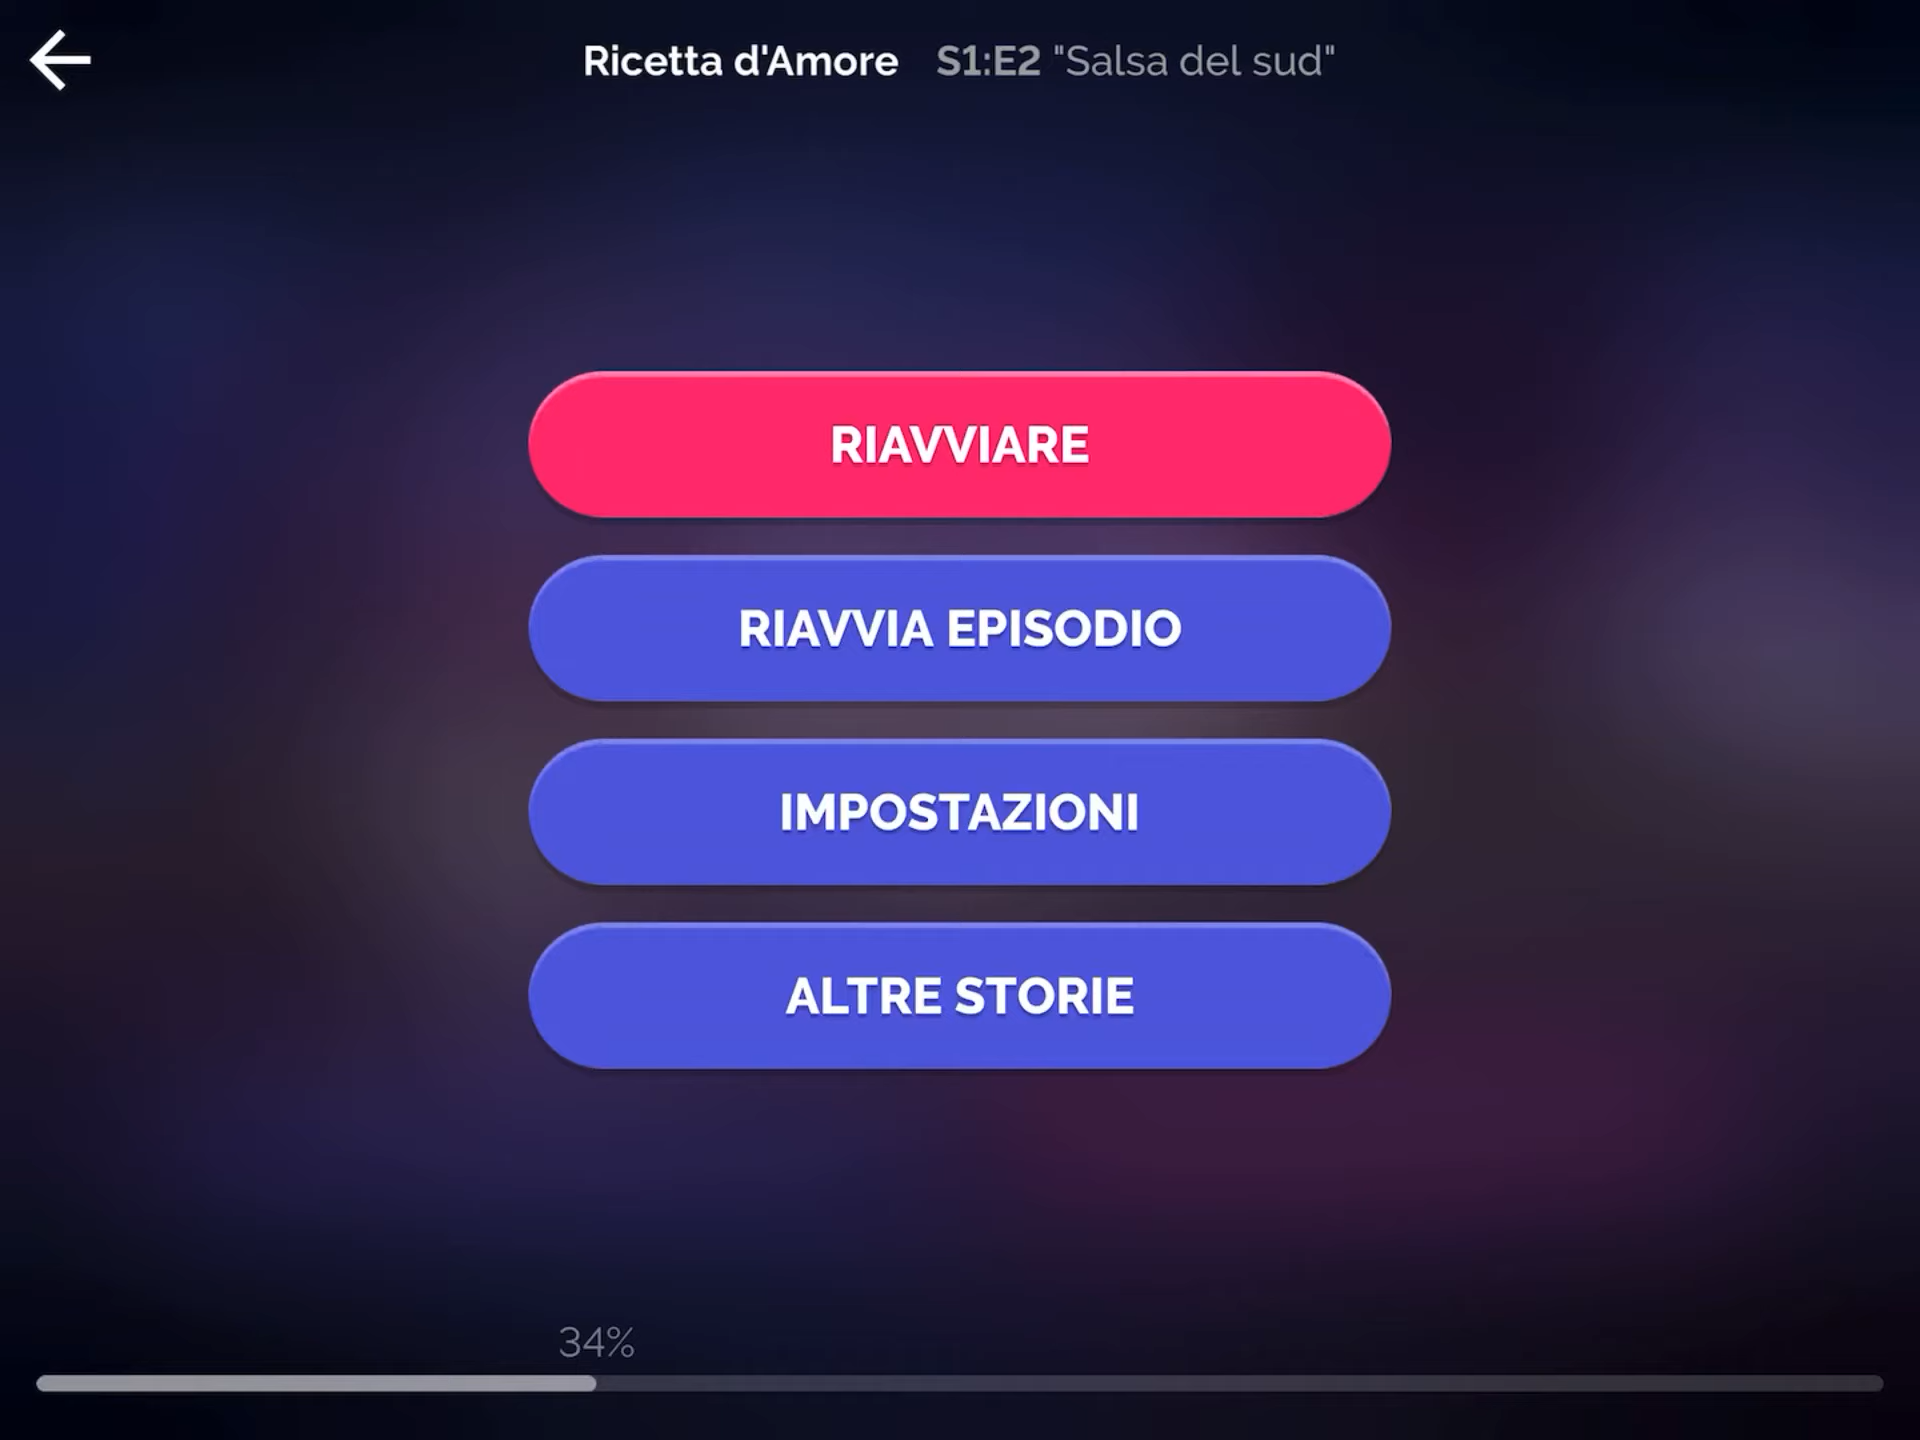 Ricetta d'Amore S1:E2 "Salsa del sud"
RIAVVIARE
RIAVVIA EPISODIO
IMPOSTAZIONI
ALTRE STORIE
34%